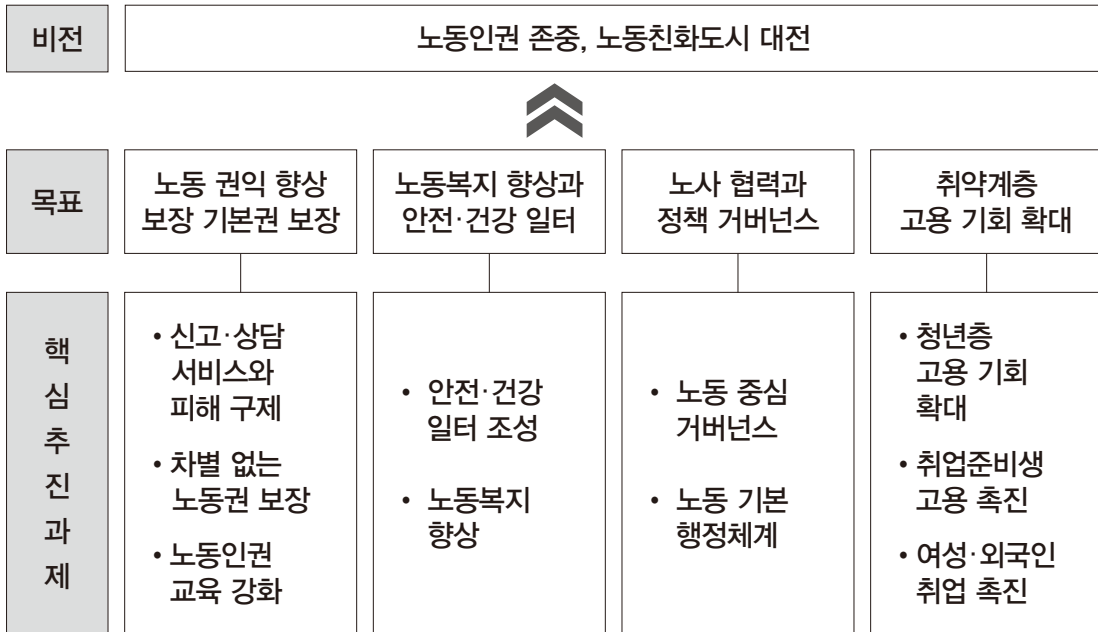 비전
노동인권 존중, 노동친화도시 대전
목표
노동 권익 향상
보장 기본권 보장
노동복지 향상과
안전·건강 일터
노사 협력과
정책 거버넌스
취약계층
고용 기회 확대
핵
심
추
진
과
제
• 신고·상담
서비스와
피해 구제
• 차별 없는
노동권 보장
• 노동인권
교육 강화
• 안전·건강
일터 조성
• 노동복지
향상
• 노동 중심
거버넌스
• 노동 기본
행정체계
• 청년층
고용 기회
확대
• 취업준비생
고용 촉진
• 여성·외국인
취업 촉진